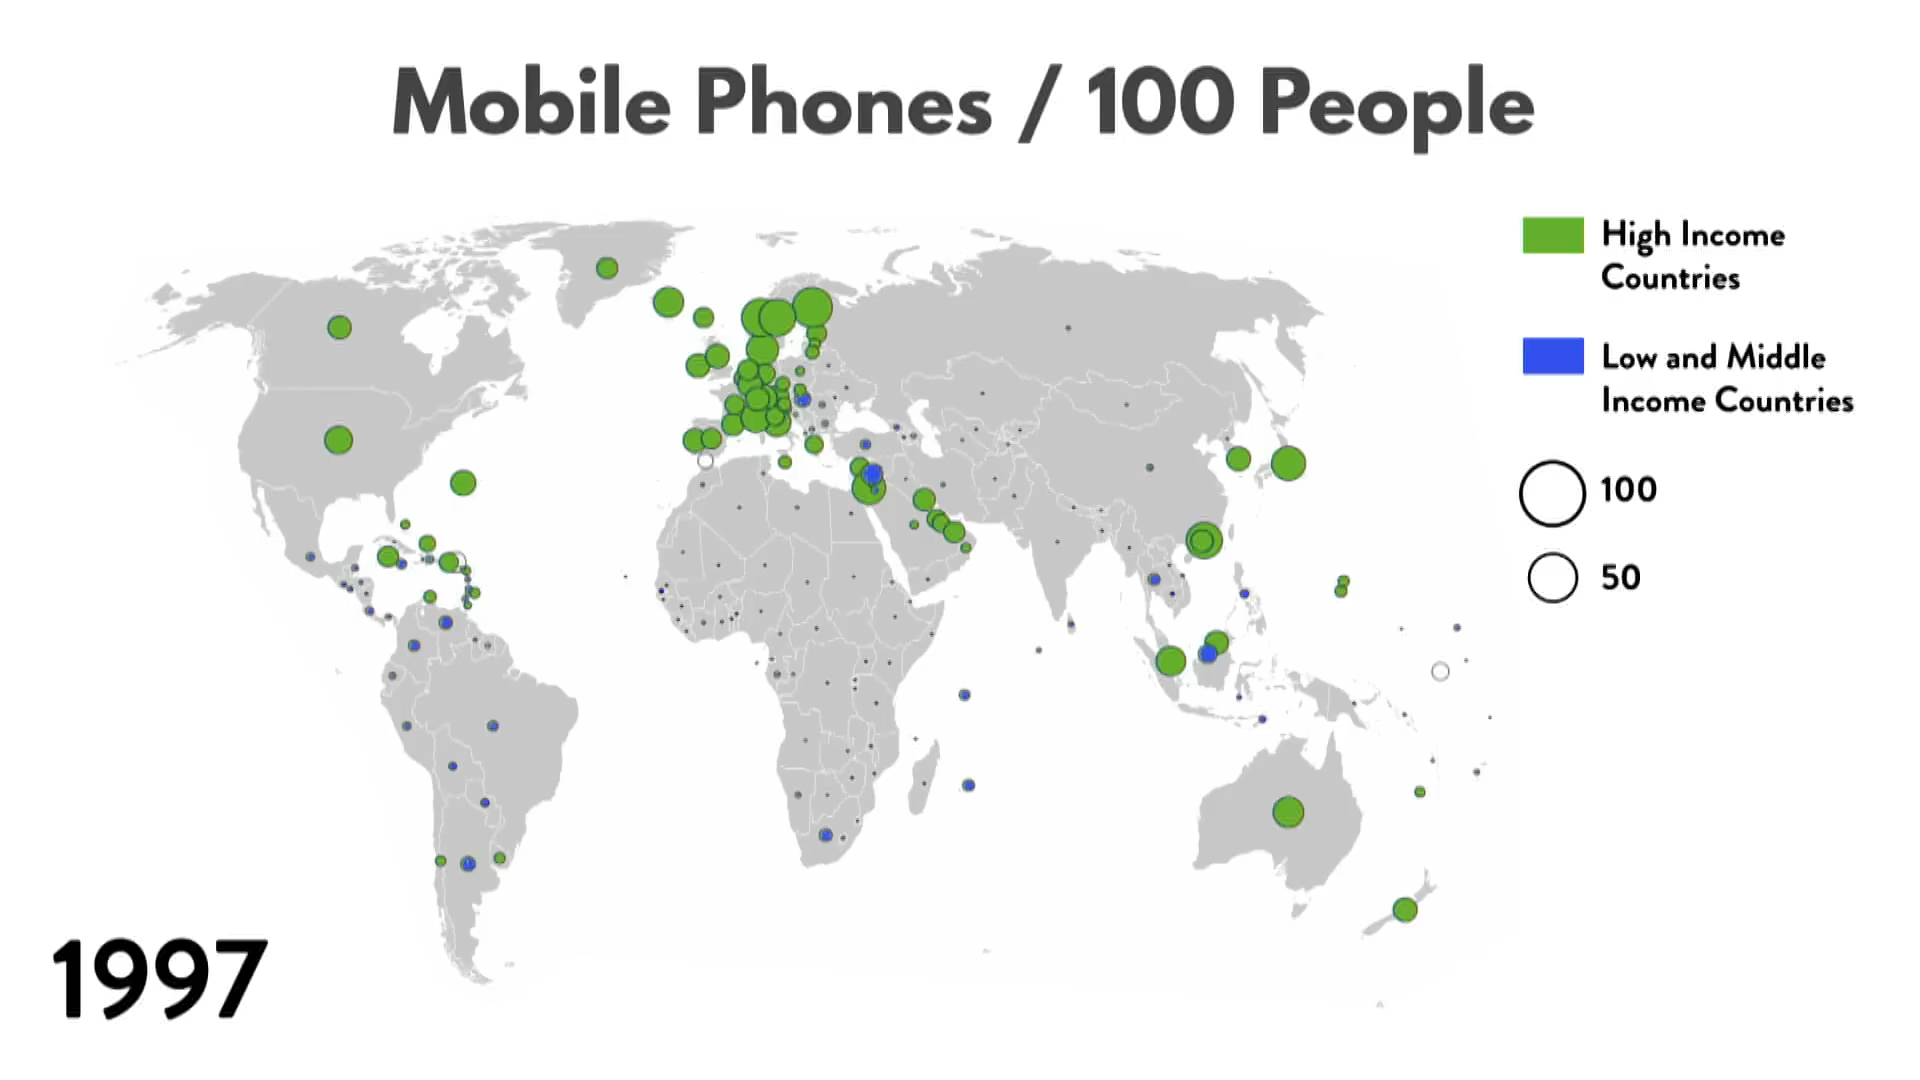 Mobile Phones / 100 People
High Income
Countries
Low and Middle
Income Countries
100
50
1997